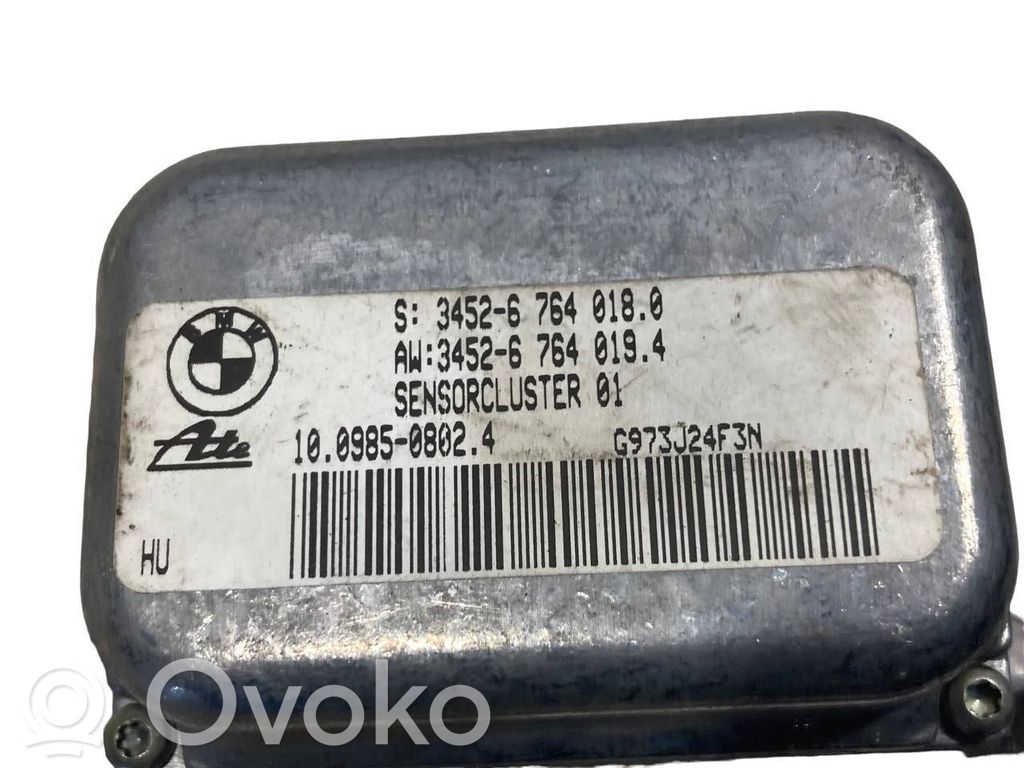 BMW
S: 3452-6 764 018.0
AW:3452-6 764 019.4
SENSORCLUSTER 01
Ate
10.0985-0802.4 G973J24F3N
HU
Ovoko